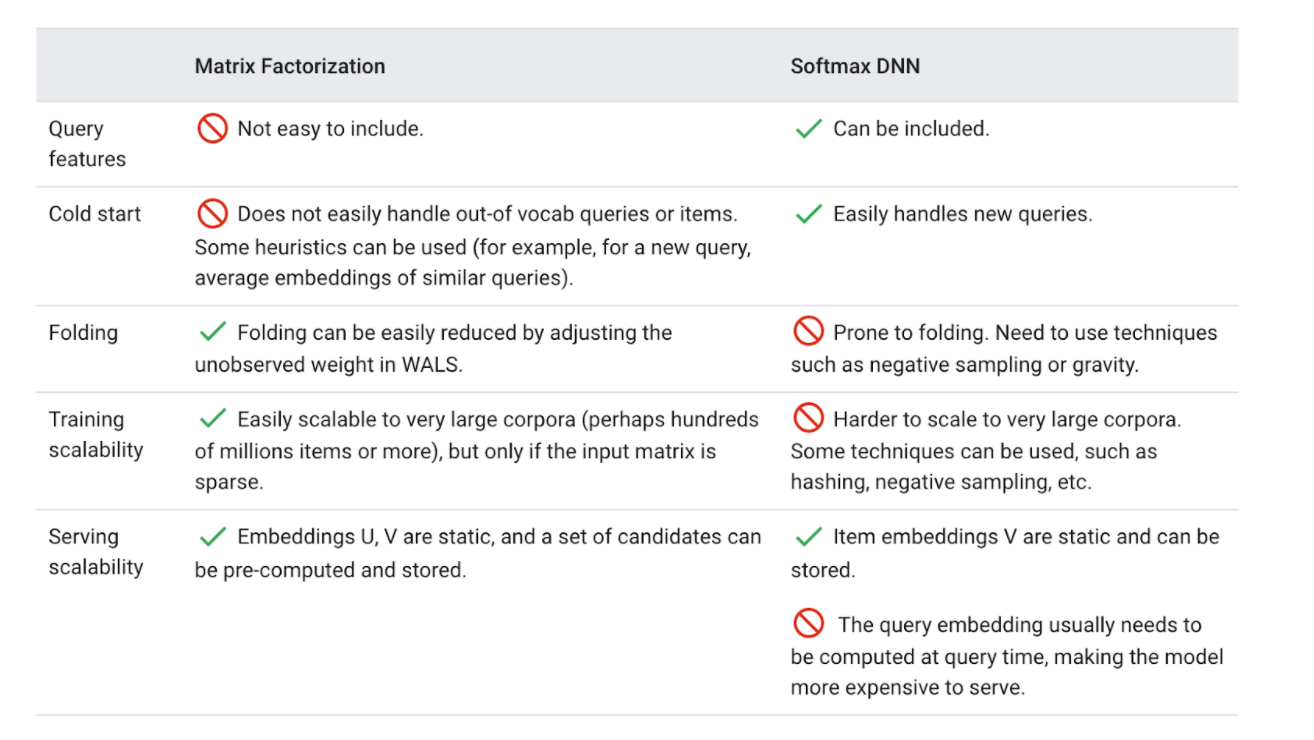 Matrix Factorization Softmax DNN
Query
features
Not easy to include.
Can be included.
Cold start
Does not easily handle out-of vocab queries or items.
Some heuristics can be used (for example, for a new query,
average embeddings of similar queries).
Easily handles new queries.
Folding
Folding can be easily reduced by adjusting the
unobserved weight in WALS.
Prone to folding. Need to use techniques
such as negative sampling or gravity.
Training
scalability
Easily scalable to very large corpora (perhaps hundreds
of millions items or more), but only if the input matrix is
sparse.
Harder to scale to very large corpora.
Some techniques can be used, such as
hashing, negative sampling, etc.
Serving
scalability
Embeddings U, V are static, and a set of candidates can
be pre-computed and stored.
Item embeddings V are static and can be
stored.
The query embedding usually needs to
be computed at query time, making the model
more expensive to serve.